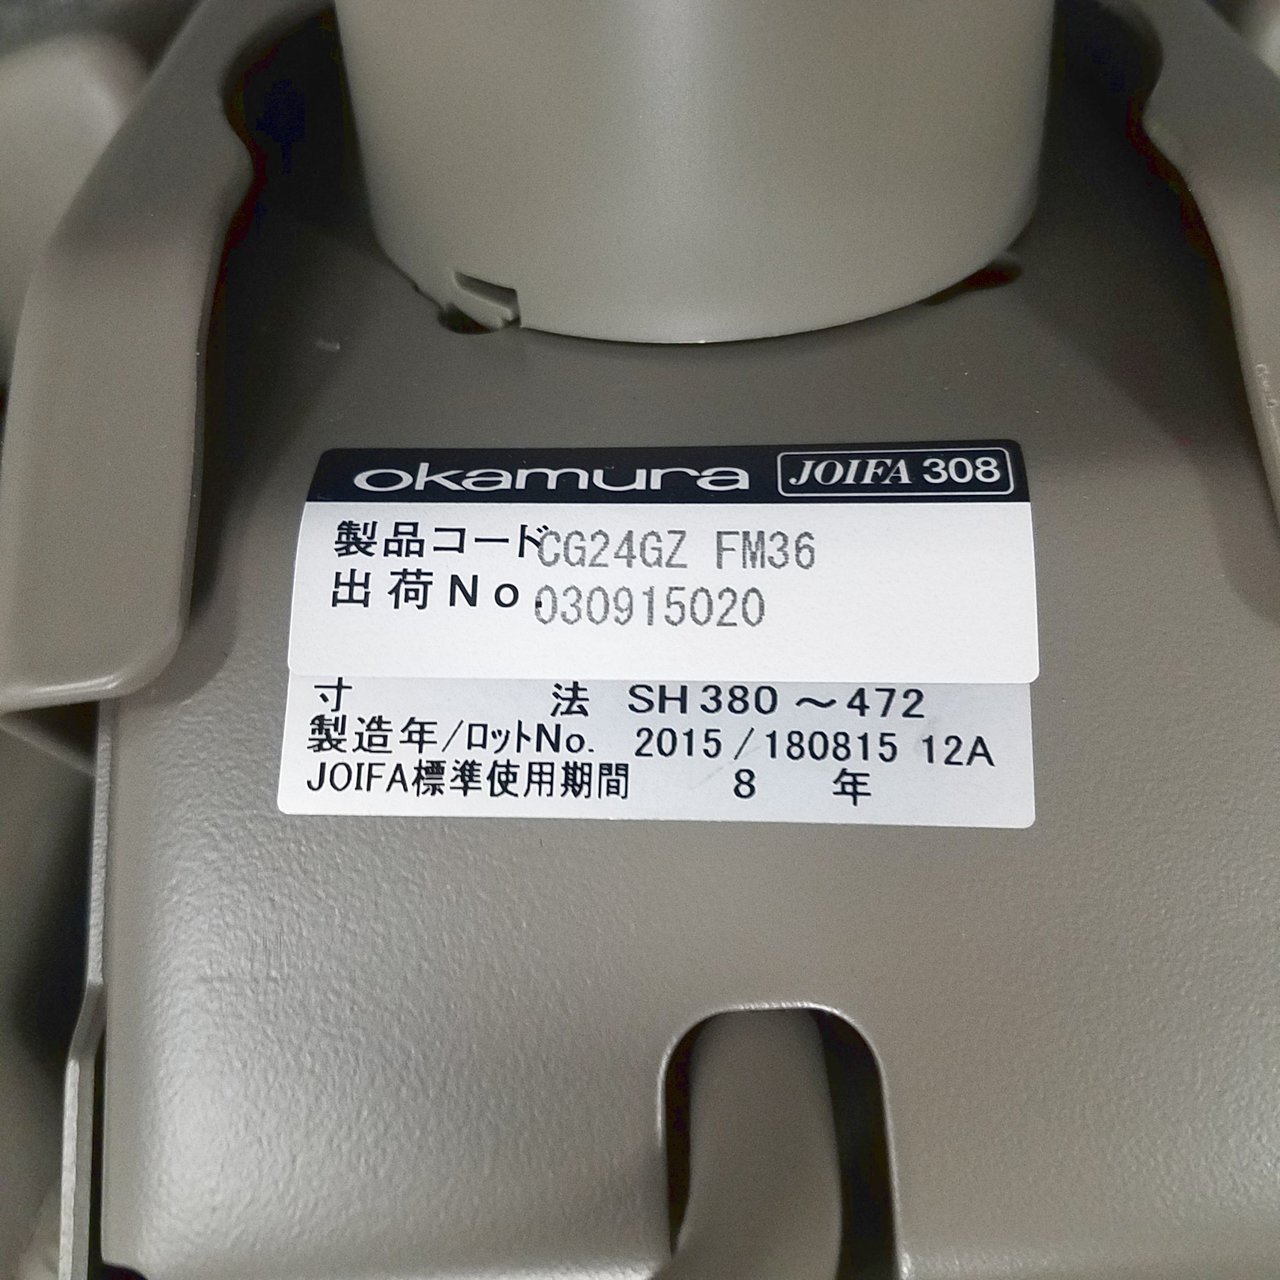 okamura JOIFA 308
製品コード CG24GZ FM36
出荷No. 030915020
寸法 SH380～472
製造年/ロットNo. 2015/180815 12A
JOIFA標準使用期間 8年